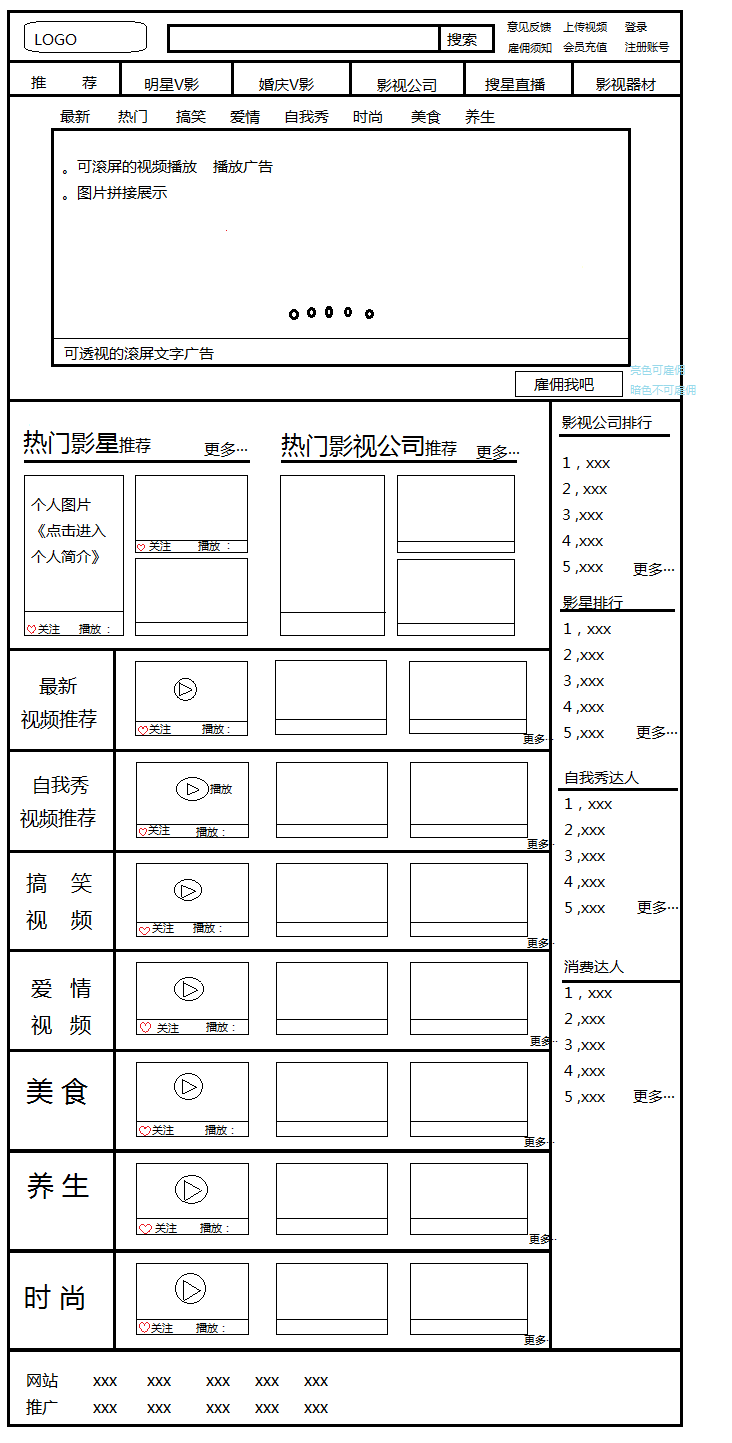 LOGO
搜索
意见反馈 上传视频 登录
雇佣须知 会员充值 注册账号
推 荐 明星V影 婚庆V影 影视公司 搜星直播 影视器材
最新 热门 搞笑 爱情 自我秀 时尚 美食 养生
。可滚屏的视频播放 播放广告
。图片拼接展示
可透视的滚屏文字广告
雇佣我吧
亮色可雇佣
暗色不可雇佣
热门影星推荐 更多…
个人图片
《点击进入
个人简介》
关注 播放:
关注 播放:
热门影视公司推荐 更多…
影视公司排行
1,xxx
2,xxx
3,xxx
4,xxx
5,xxx 更多…
影星排行
1,xxx
2,xxx
3,xxx
4,xxx
5,xxx 更多…
自我秀达人
1,xxx
2,xxx
3,xxx
4,xxx
5,xxx 更多…
消费达人
1,xxx
2,xxx
3,xxx
4,xxx
5,xxx 更多…
最新
视频推荐
关注 播放:
更多…
自我秀
视频推荐
播放
关注 播放:
更多…
搞 笑
视 频
关注 播放:
更多…
爱 情
视 频
关注 播放:
更多…
美 食
关注 播放:
更多…
养 生
关注 播放:
更多…
时 尚
关注 播放:
更多…
网站 xxx xxx xxx xxx xxx
推广 xxx xxx xxx xxx xxx